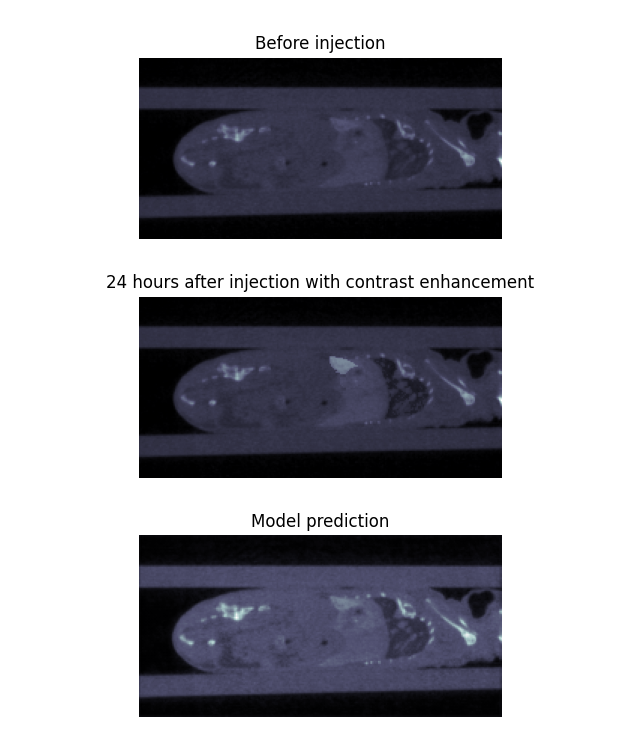 Before injection
24 hours after injection with contrast enhancement
Model prediction